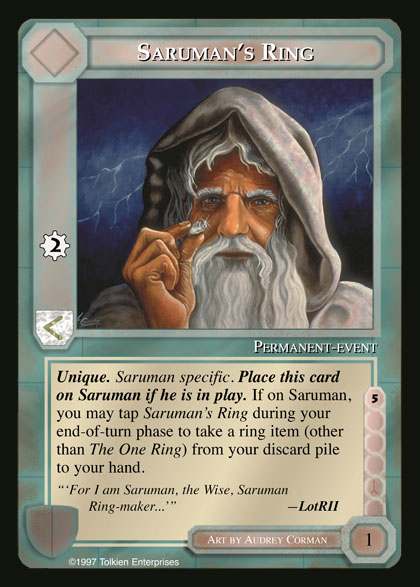 SARUMAN'S RING
2
PERMANENT-EVENT
Unique. Saruman specific. Place this card
on Saruman if he is in play. If on Saruman,
you may tap Saruman's Ring during your
end-of-turn phase to take a ring item (other
than The One Ring) from your discard pile
to your hand.
5
"'For I am Saruman, the Wise, Saruman
Ring-maker...'" —LotRII
ART BY AUDREY CORMAN
1
©1997 Tolkien Enterprises